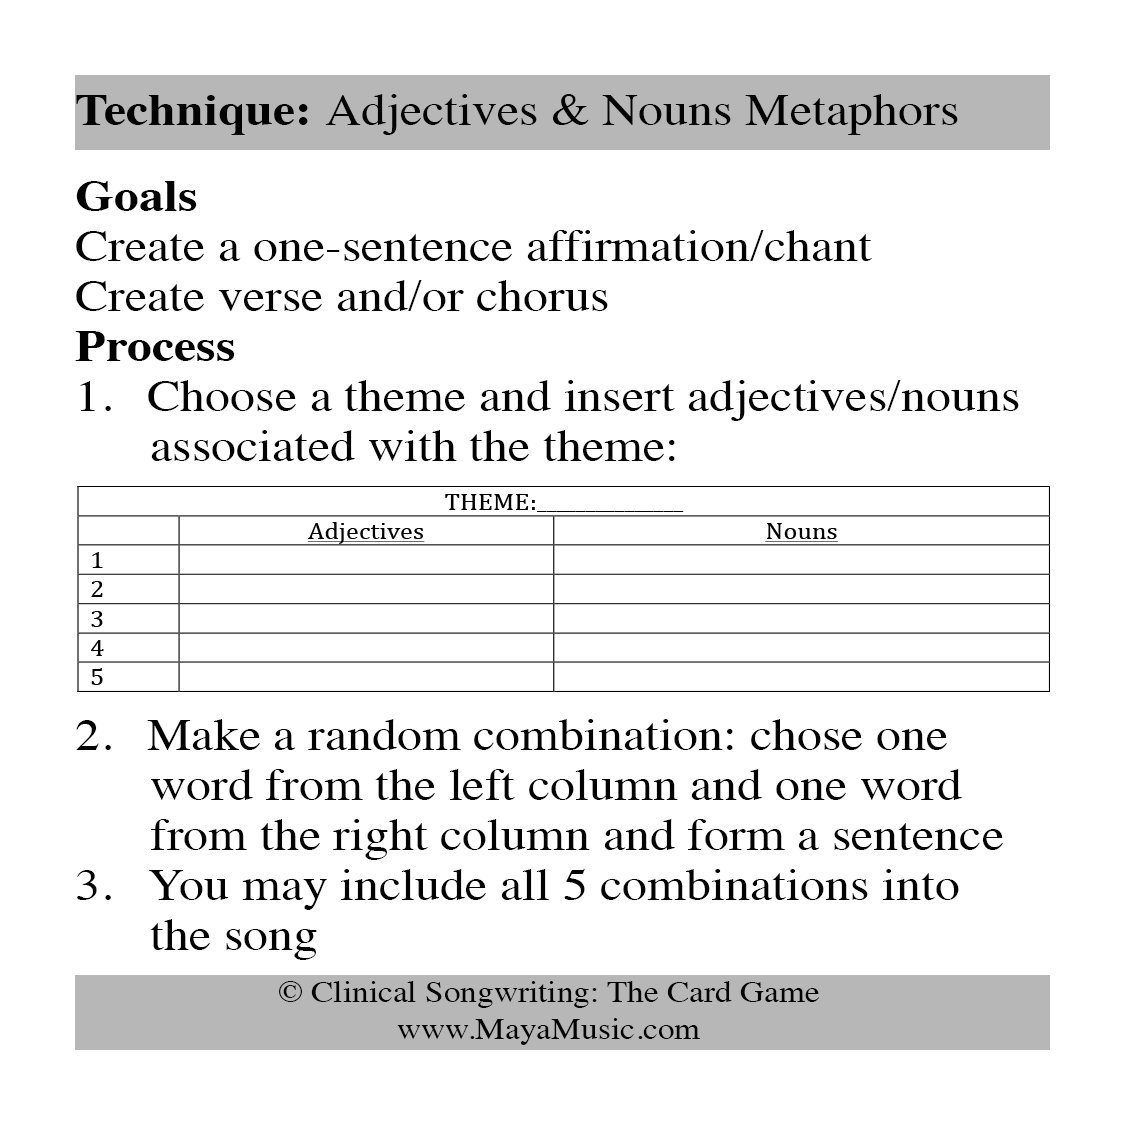 Technique: Adjectives & Nouns Metaphors
Goals
Create a one-sentence affirmation/chant
Create verse and/or chorus
Process
1. Choose a theme and insert adjectives/nouns
associated with the theme:
THEME:_______________
Adjectives Nouns
1
2
3
4
5
2. Make a random combination: chose one
word from the left column and one word
from the right column and form a sentence
3. You may include all 5 combinations into
the song
© Clinical Songwriting: The Card Game
www.MayaMusic.com